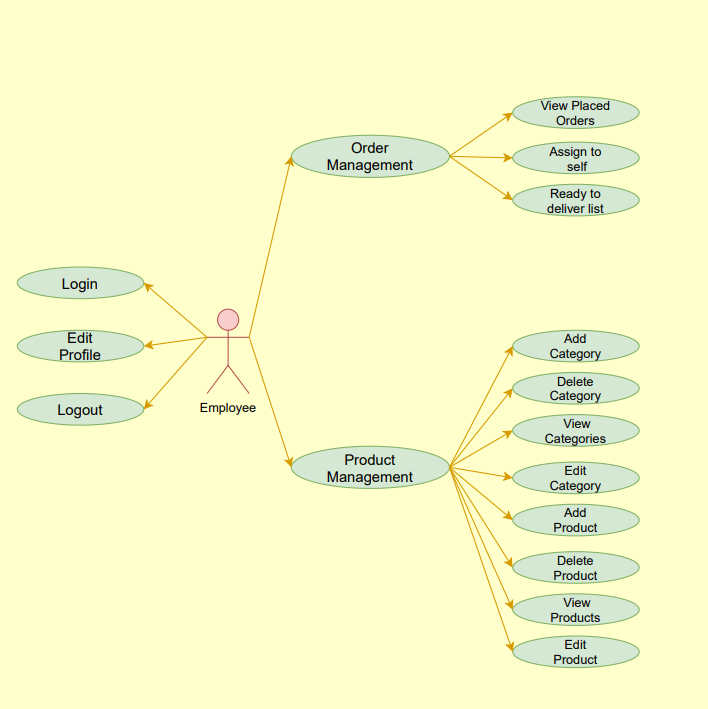 View Placed
Orders
Order
Management
Assign to
self
Ready to
deliver list
Login
Edit
Profile
Logout
Employee
Product
Management
Add
Category
Delete
Category
View
Categories
Edit
Category
Add
Product
Delete
Product
View
Products
Edit
Product